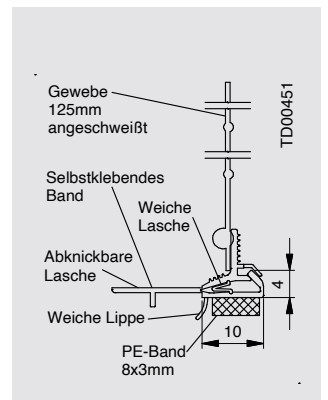 Gewebe
125mm
angeschweißt
TD00451
Selbstklebendes
Band
Weiche
Lasche
Abknickbare
Lasche
4
Weiche Lippe
10
PE-Band
8x3mm